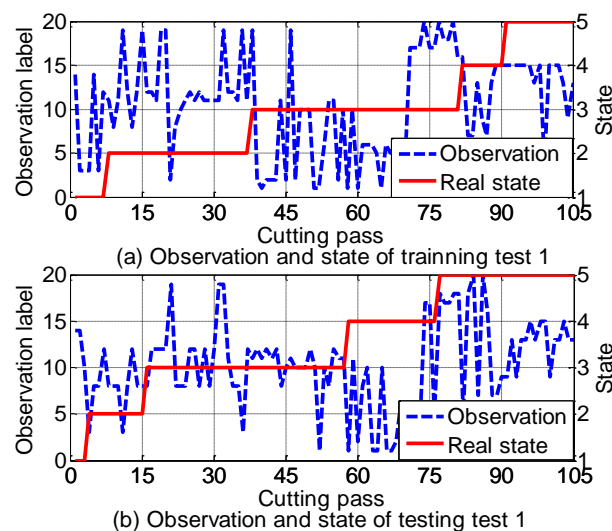 20
15
10
5
0
Observation label
5
4
3
2
1
State
Observation
Real state
1 15 30 45 60 75 90 105
Cutting pass
(a) Observation and state of trainning test 1
20
15
10
5
0
Observation label
5
4
3
2
1
State
Observation
Real state
1 15 30 45 60 75 90 105
Cutting pass
(b) Observation and state of testing test 1